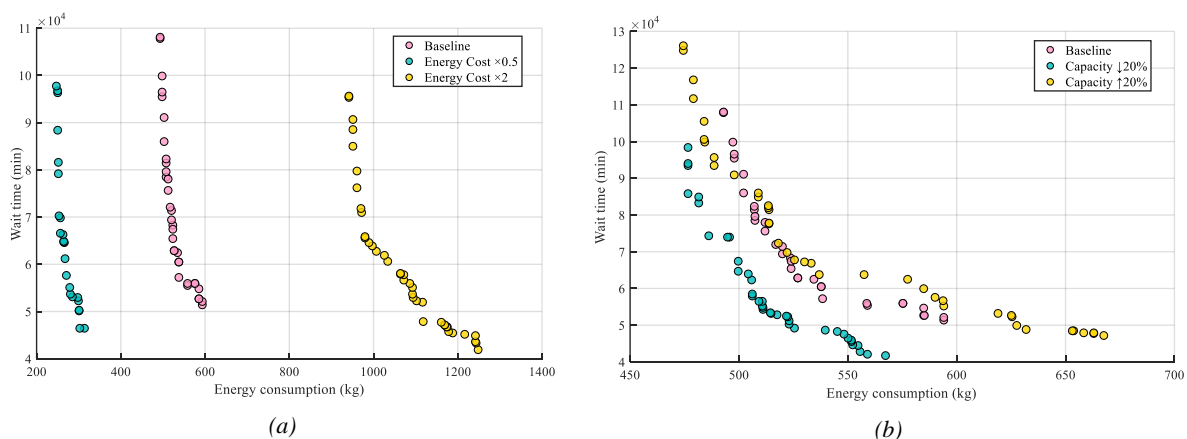 ×10⁴
11
10
9
8
7
6
5
4
Wait time (min)
200
400
600
800
1000
1200
1400
Energy consumption (kg)
Baseline
Energy Cost ×0.5
Energy Cost ×2
(a)
×10⁴
13
12
11
10
9
8
7
6
5
4
Wait time (min)
450
500
550
600
650
700
Energy consumption (kg)
Baseline
Capacity ↓20%
Capacity ↑20%
(b)